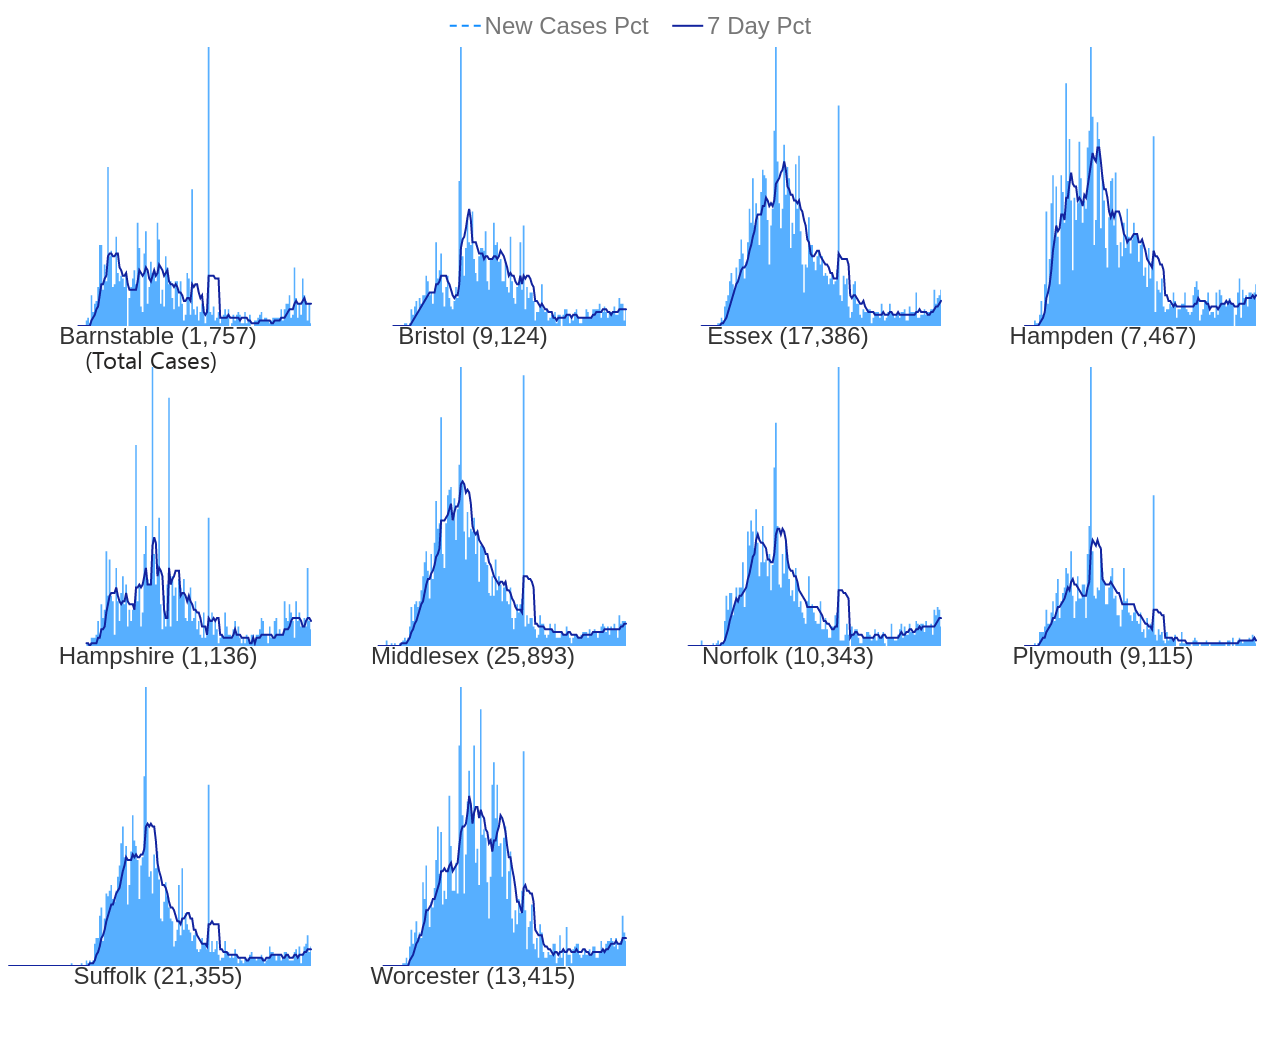 New Cases Pct 7 Day Pct
Barnstable (1,757) Bristol (9,124) Essex (17,386) Hampden (7,467)
(Total Cases)
Hampshire (1,136) Middlesex (25,893) Norfolk (10,343) Plymouth (9,115)
Suffolk (21,355) Worcester (13,415)